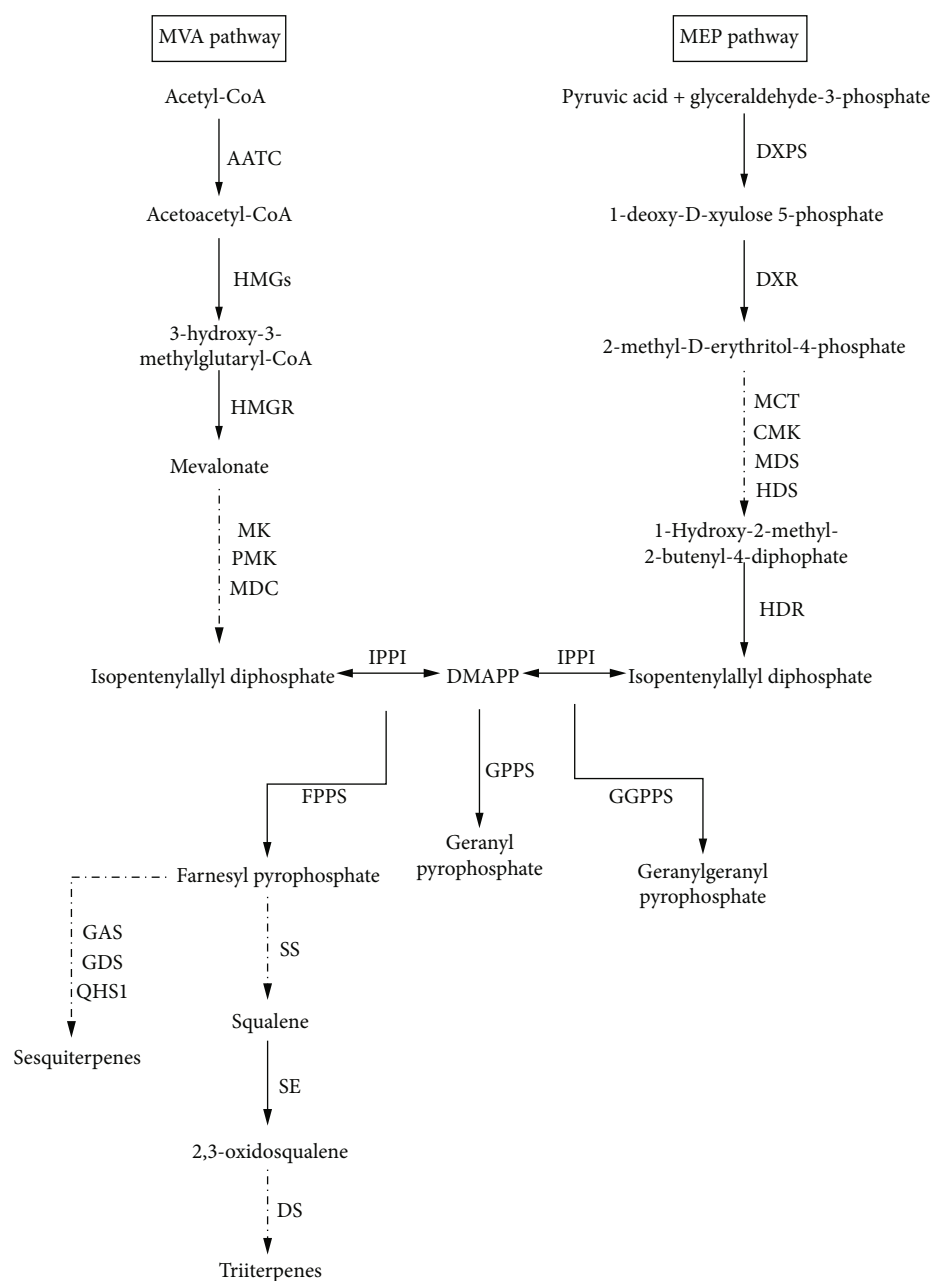 MVA pathway
Acetyl-CoA
AATC
Acetoacetyl-CoA
HMGs
3-hydroxy-3-
methylglutaryl-CoA
HMGR
Mevalonate
MK
PMK
MDC
Isopentenylallyl diphosphate
MEP pathway
Pyruvic acid + glyceraldehyde-3-phosphate
DXPS
1-deoxy-D-xyulose 5-phosphate
DXR
2-methyl-D-erythritol-4-phosphate
MCT
CMK
MDS
HDS
1-Hydroxy-2-methyl-
2-butenyl-4-diphophate
HDR
Isopentenylallyl diphosphate
IPPI
DMAPP
IPPI
FPPS
GPPS
GGPPS
Farnesyl pyrophosphate
Geranyl
pyrophosphate
Geranylgeranyl
pyrophosphate
GAS
GDS
QHS1
Sesquiterpenes
SS
Squalene
SE
2,3-oxidosqualene
DS
Triiterpenes